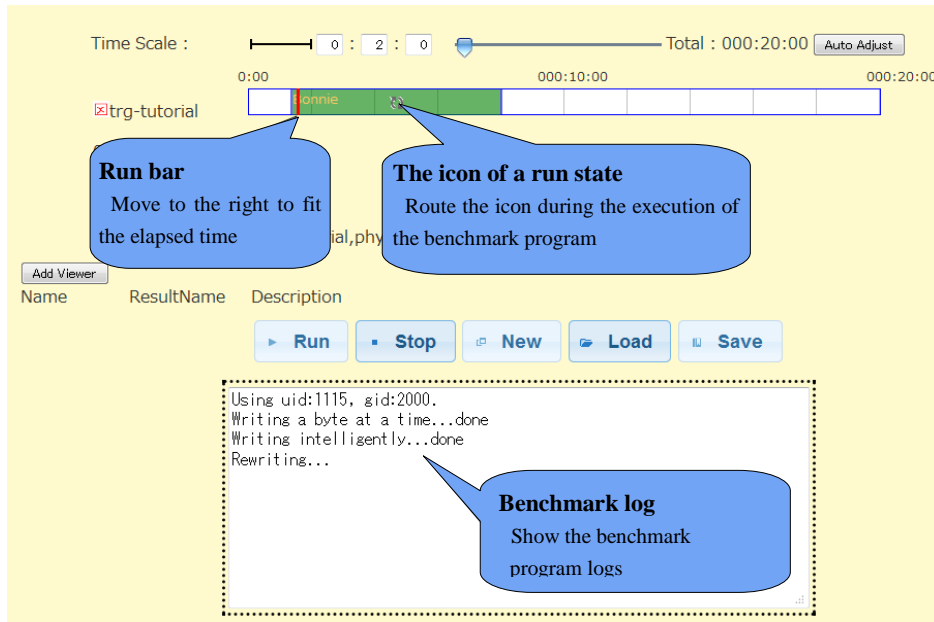 Time Scale : 0 : 2 : 0 Total : 000:20:00 Auto Adjust
0:00 000:10:00 000:20:00
Bonnie
trg-tutorial
Run bar
Move to the right to fit
the elapsed time
The icon of a run state
Route the icon during the execution of
the benchmark program
ial,phy
Add Viewer
Name ResultName Description
Run Stop New Load Save
Using uid:1115, gid:2000.
Writing a byte at a time...done
Writing intelligently...done
Rewriting...
Benchmark log
Show the benchmark
program logs